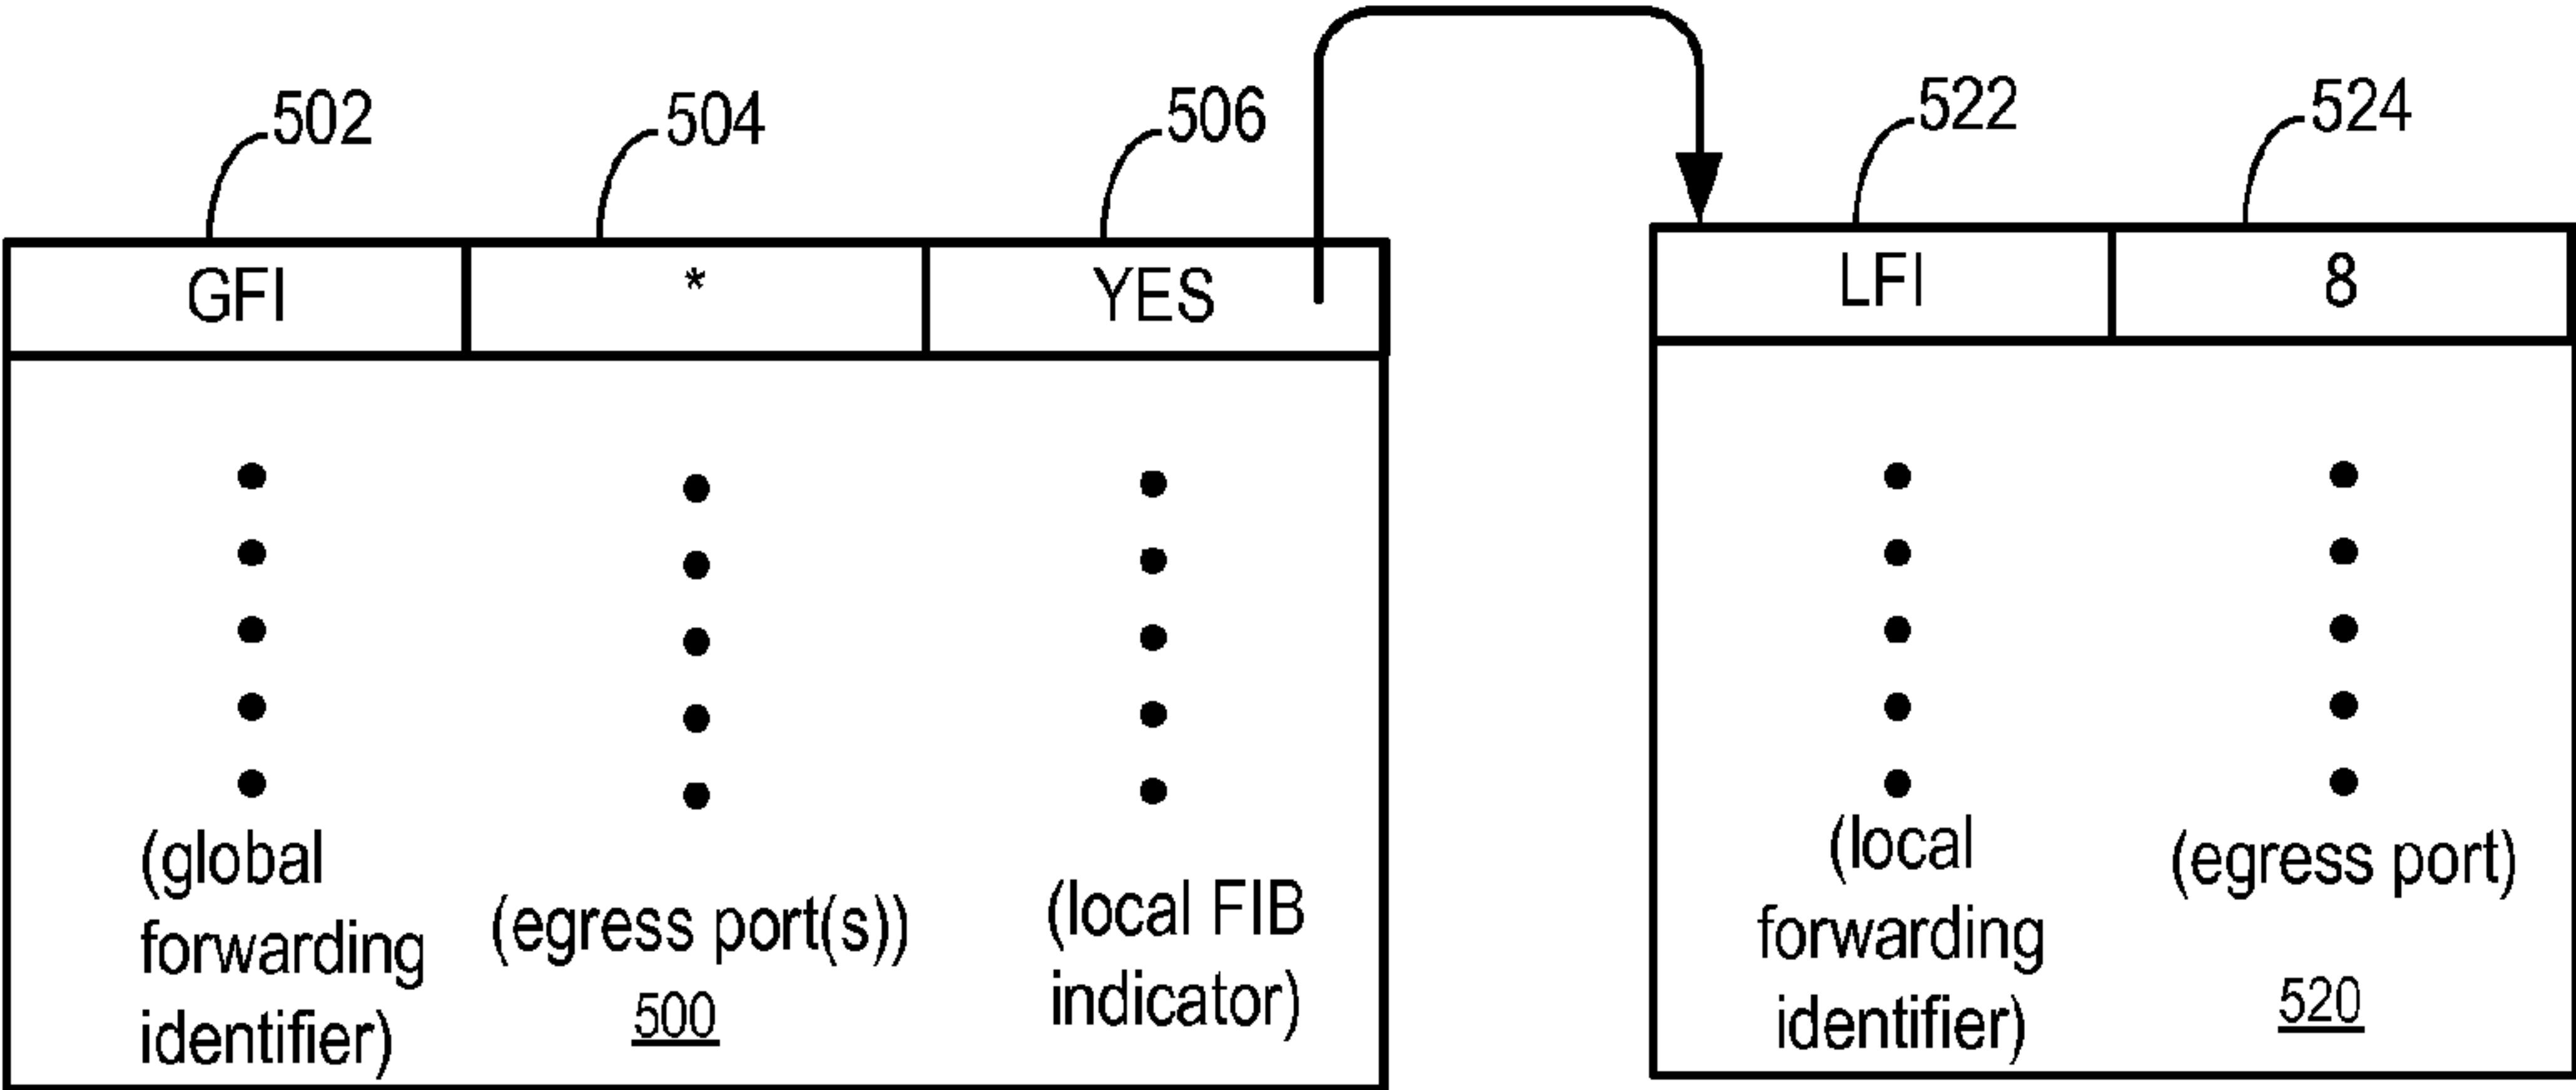 502 504 506 522 524
GFI * YES LFI 8
(global
forwarding
identifier)
(egress port(s))
500
(local FIB
indicator)
(local
forwarding
identifier)
(egress port)
520